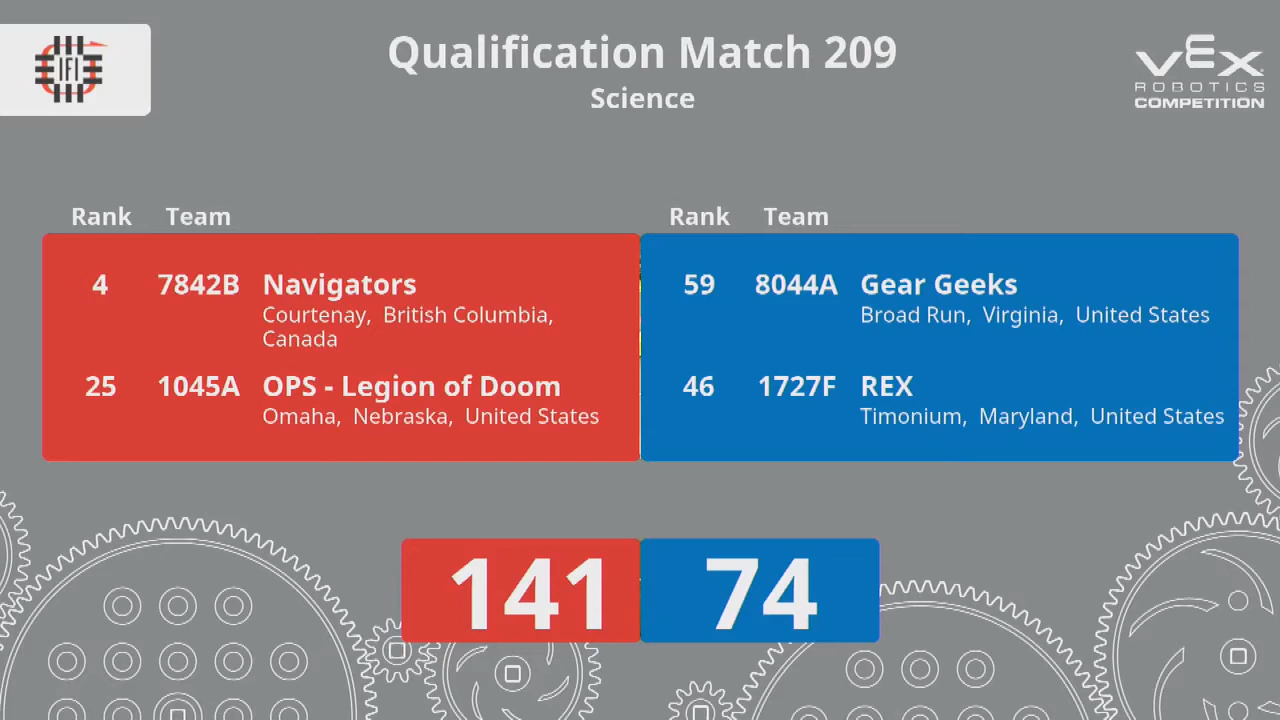 IFI
Qualification Match 209
Science
VEX
ROBOTICS
COMPETITION
Rank Team
4 7842B Navigators
Courtenay, British Columbia,
Canada
25 1045A OPS - Legion of Doom
Omaha, Nebraska, United States
Rank Team
59 8044A Gear Geeks
Broad Run, Virginia, United States
46 1727F REX
Timonium, Maryland, United States
141 74